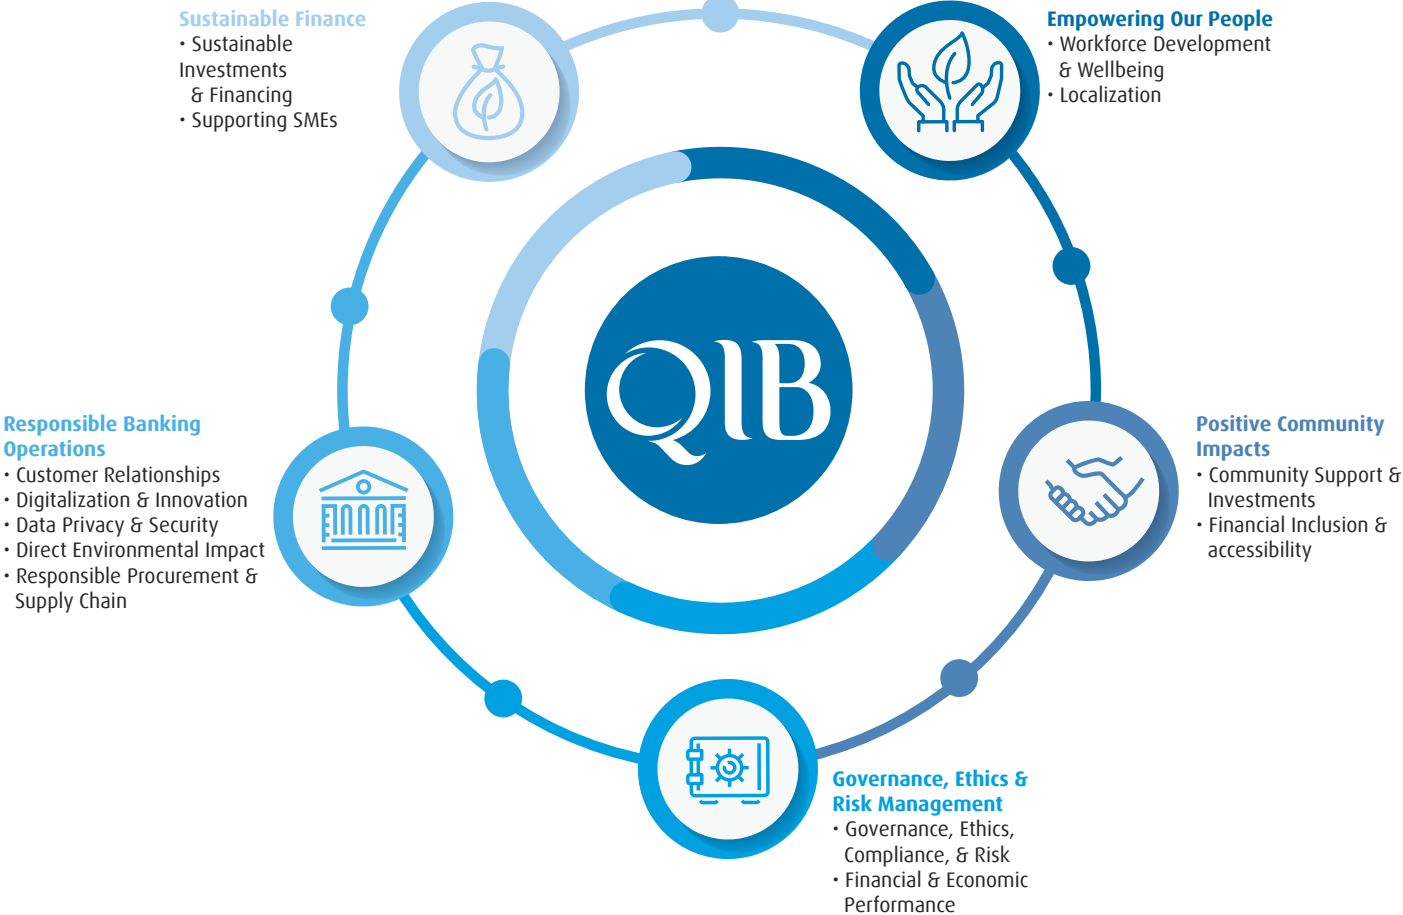 Sustainable Finance
• Sustainable
Investments
& Financing
• Supporting SMEs
Empowering Our People
• Workforce Development
& Wellbeing
• Localization
QIB
Responsible Banking
Operations
• Customer Relationships
• Digitalization & Innovation
• Data Privacy & Security
• Direct Environmental Impact
• Responsible Procurement &
Supply Chain
Positive Community
Impacts
• Community Support &
Investments
• Financial Inclusion &
accessibility
Governance, Ethics &
Risk Management
• Governance, Ethics,
Compliance, & Risk
• Financial & Economic
Performance